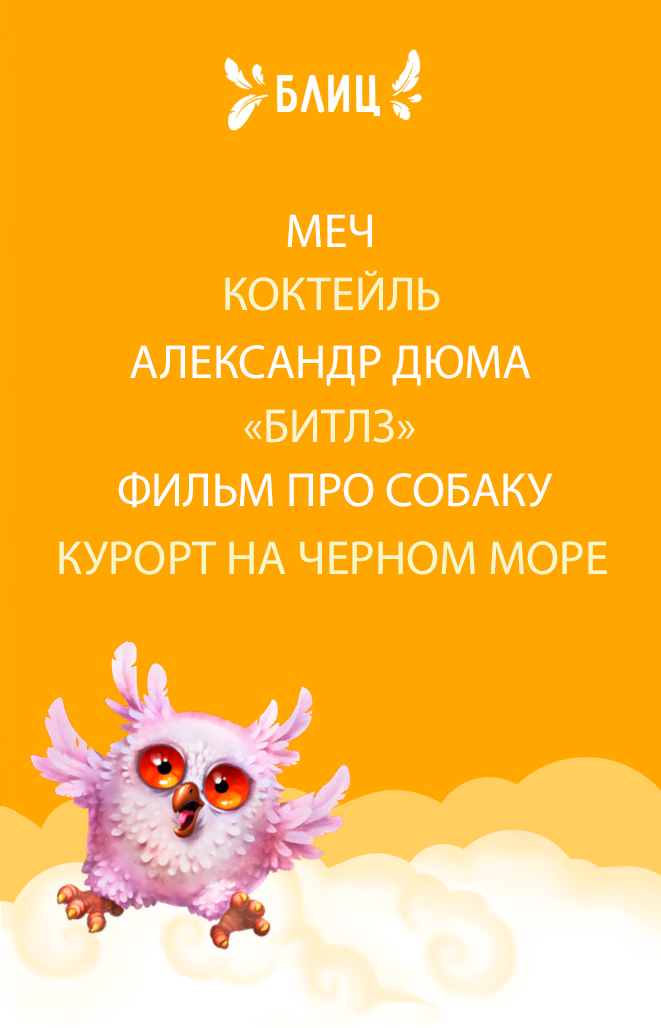 БЛИЦ
МЕЧ
КОКТЕЙЛЬ
АЛЕКСАНДР ДЮМА
«БИТЛЗ»
ФИЛЬМ ПРО СОБАКУ
КУРОРТ НА ЧЕРНОМ МОРЕ